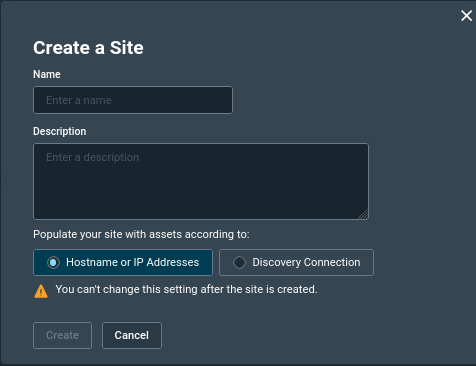 Create a Site
Name
Enter a name
Description
Enter a description
Populate your site with assets according to:
Hostname or IP Addresses Discovery Connection
You can't change this setting after the site is created.
Create Cancel